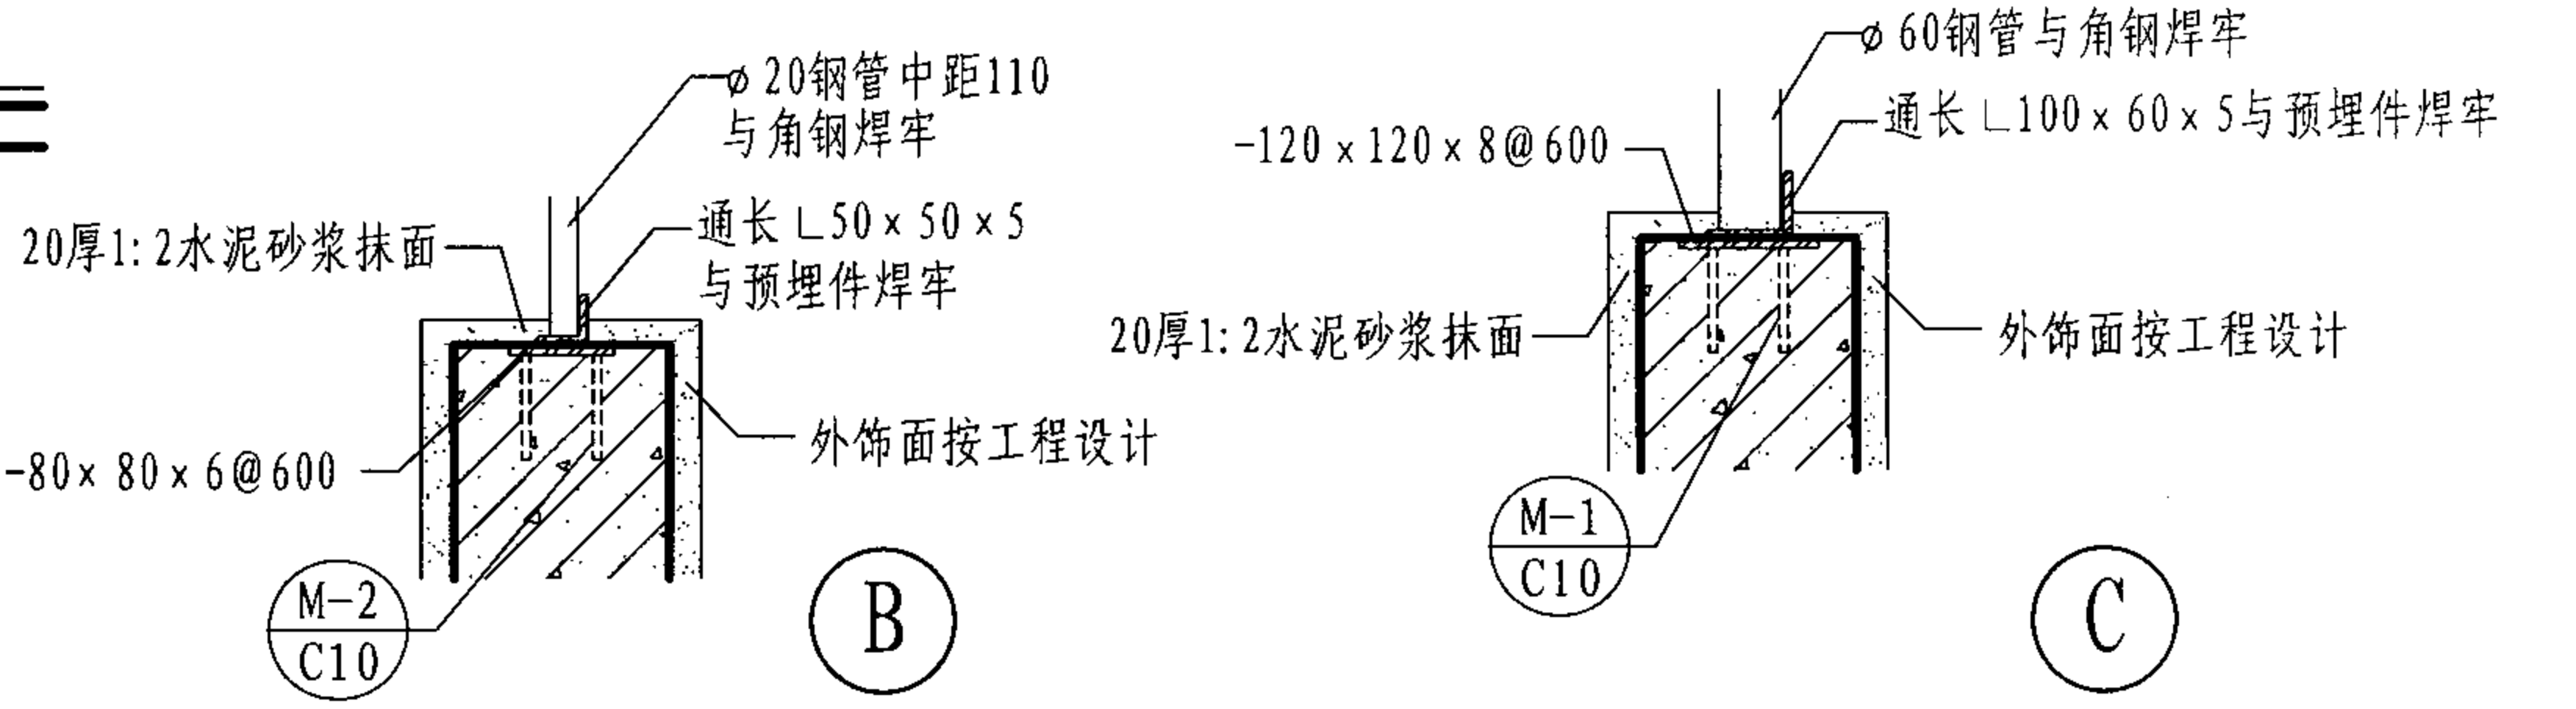 ø 20钢管中距110
与角钢焊牢
20厚1:2水泥砂浆抹面
通长 ∟50×50×5
与预埋件焊牢
-80×80×6@600
外饰面按工程设计
M-2
C10
B
ø 60钢管与角钢焊牢
通长 ∟100×60×5与预埋件焊牢
-120×120×8@600
20厚1:2水泥砂浆抹面
外饰面按工程设计
M-1
C10
C